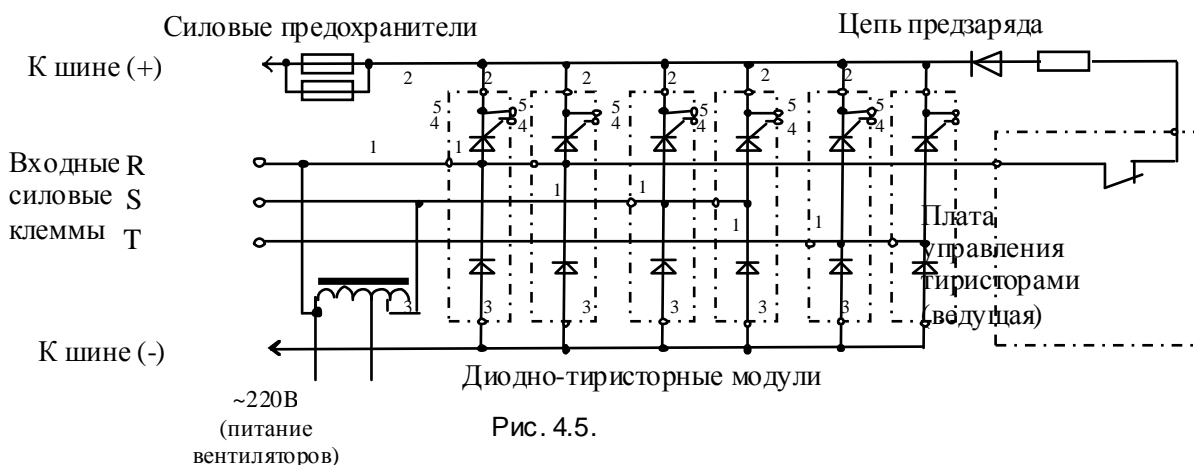 Силовые предохранители
Цепь предзаряда
К шине (+)
2 2 2 2 2 2
5 5 5 5 5 5
4 4 4 4 4 4
Входные R
1 1
силовые S
1 1
клеммы T
1 1
Плата
управления
тиристорами
(ведущая)
3 3 3 3 3 3
К шине (-)
Диодно-тиристорные модули
~220В
(питание
вентиляторов)
Рис. 4.5.